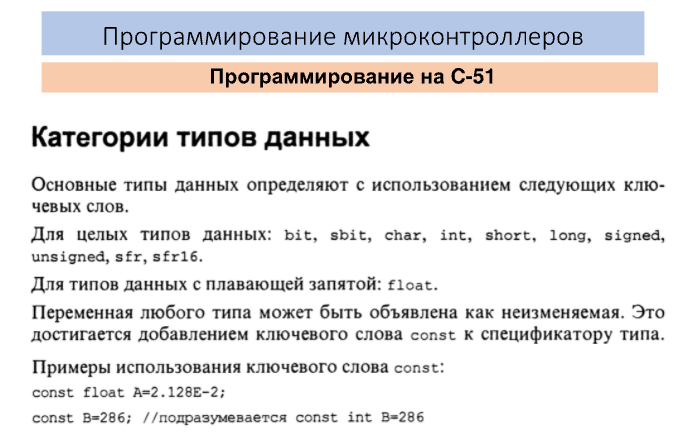 Программирование микроконтроллеров
Программирование на С-51
Категории типов данных
Основные типы данных определяют с использованием следующих клю-
чевых слов.
Для целых типов данных: bit, sbit, char, int, short, long, signed,
unsigned, sfr, sfr16.
Для типов данных с плавающей запятой: float.
Переменная любого типа может быть объявлена как неизменяемая. Это
достигается добавлением ключевого слова const к спецификатору типа.
Примеры использования ключевого слова const:
const float A=2.128E-2;
const B=286; //подразумевается const int B=286